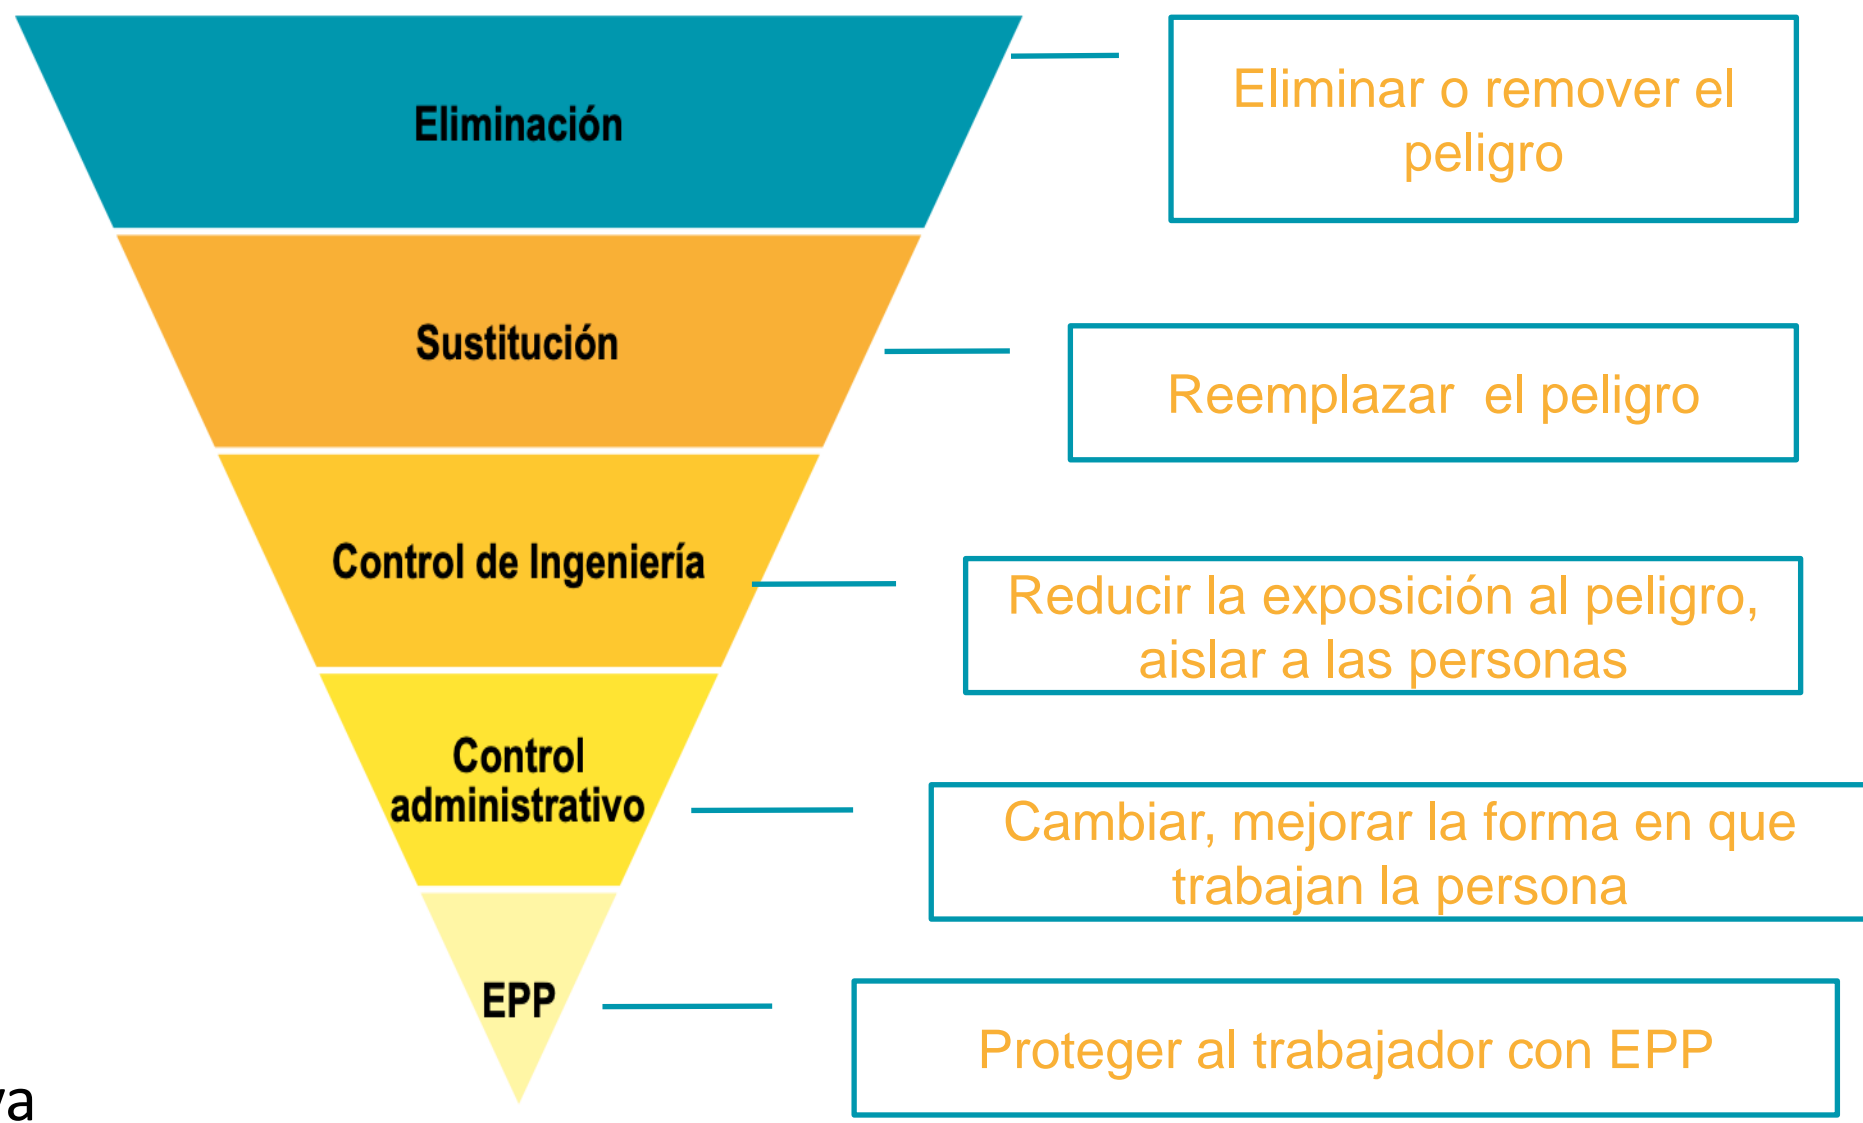 Eliminación
Eliminar o remover el
peligro
Sustitución
Reemplazar el peligro
Control de Ingeniería
Reducir la exposición al peligro,
aislar a las personas
Control
administrativo
Cambiar, mejorar la forma en que
trabajan la persona
EPP
Proteger al trabajador con EPP